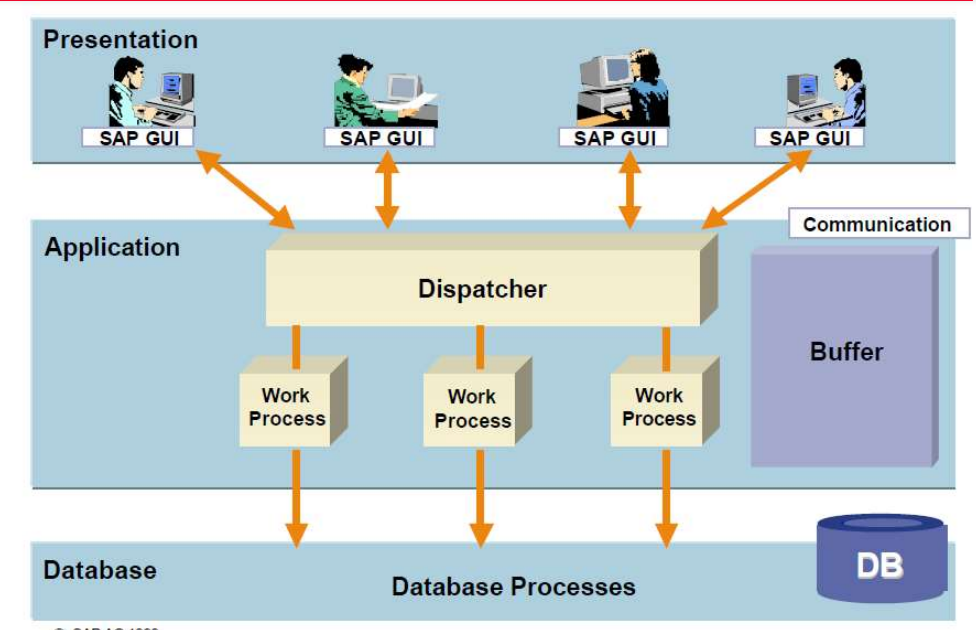 Presentation
SAP GUI
SAP GUI
SAP GUI
SAP GUI
Communication
Application
Dispatcher
Buffer
Work
Process
Work
Process
Work
Process
DB
Database
Database Processes